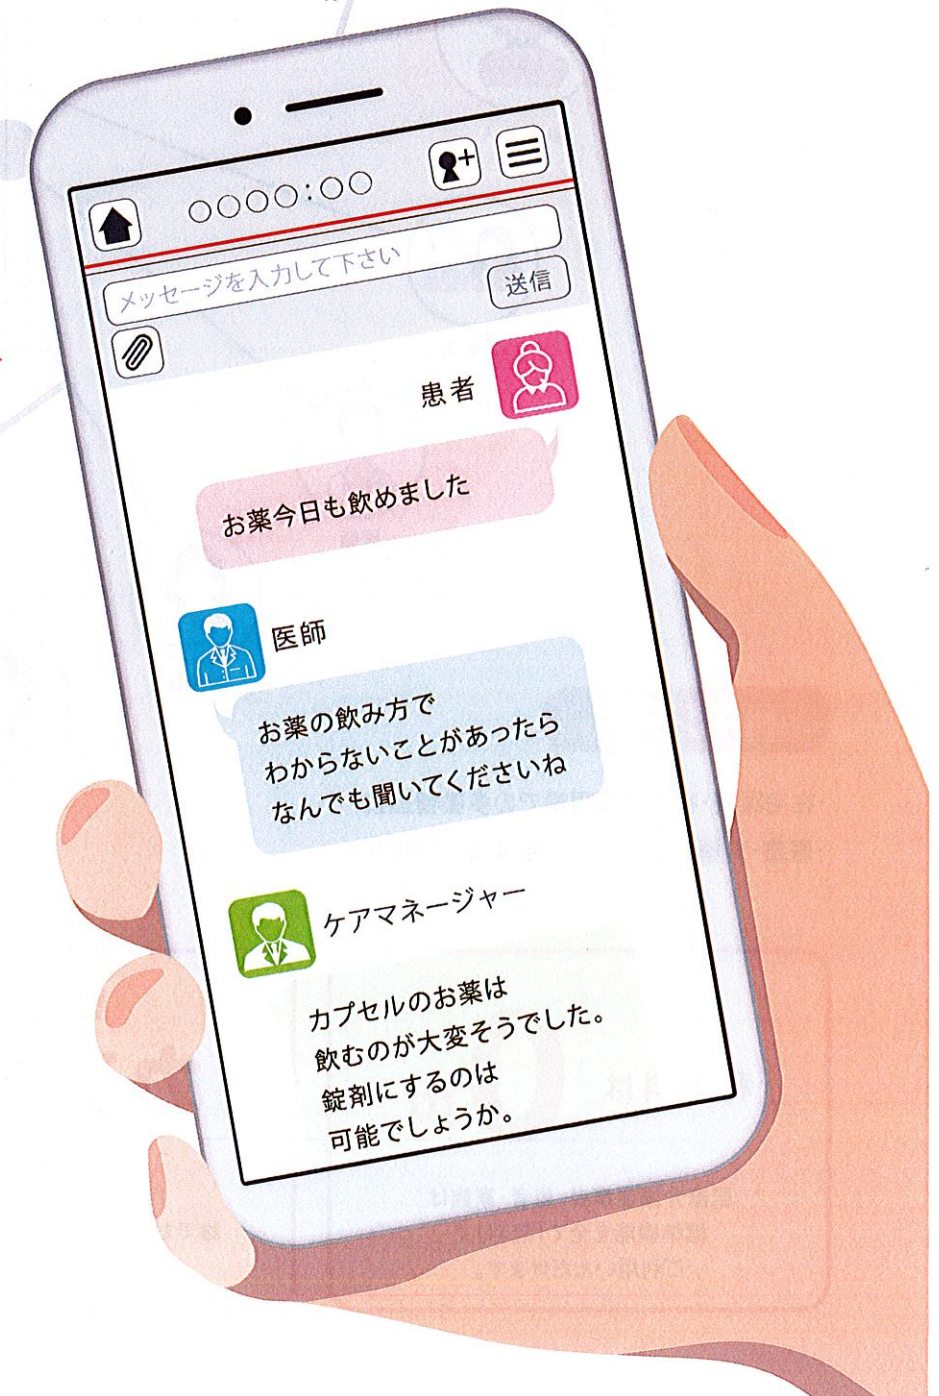 ○○○○:○○
メッセージを入力して下さい
送信
患者
お薬今日も飲めました
医師
お薬の飲み方で
わからないことがあったら
なんでも聞いてくださいね
ケアマネージャー
カプセルのお薬は
飲むのが大変そうでした。
錠剤にするのは
可能でしょうか。